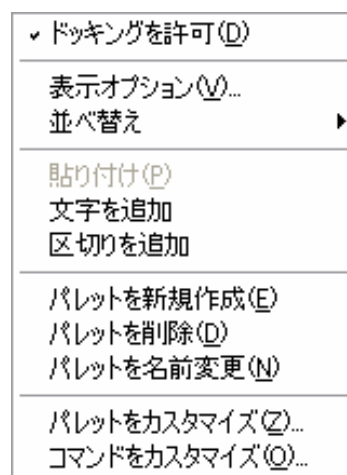 ドッキングを許可(D)
表示オプション(V)...
並べ替え
貼り付け(P)
文字を追加
区切りを追加
パレットを新規作成(E)
パレットを削除(D)
パレットを名前変更(N)
パレットをカスタマイズ(Z)...
コマンドをカスタマイズ(O)...